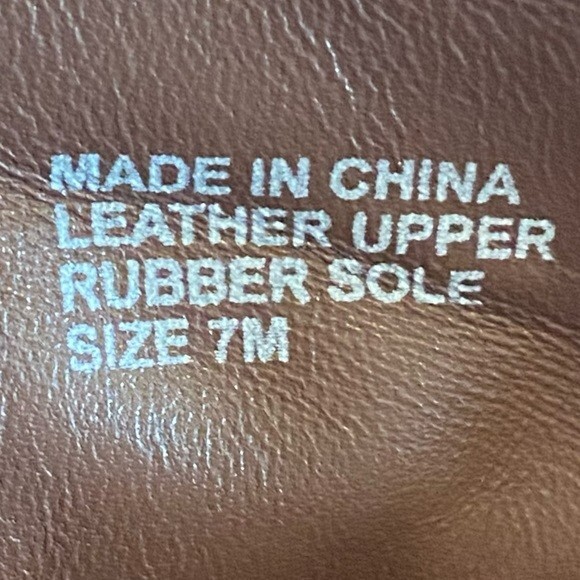 MADE IN CHINA
LEATHER UPPER
RUBBER SOLE
SIZE 7M